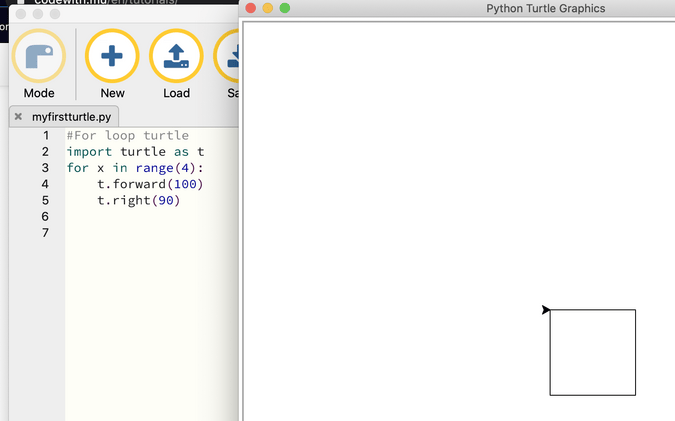 codewith.mu/en/tutorials/
Python Turtle Graphics
Mode
New
Load
myfirstturtle.py
1 #For loop turtle
2 import turtle as t
3 for x in range(4):
4     t.forward(100)
5     t.right(90)
6
7